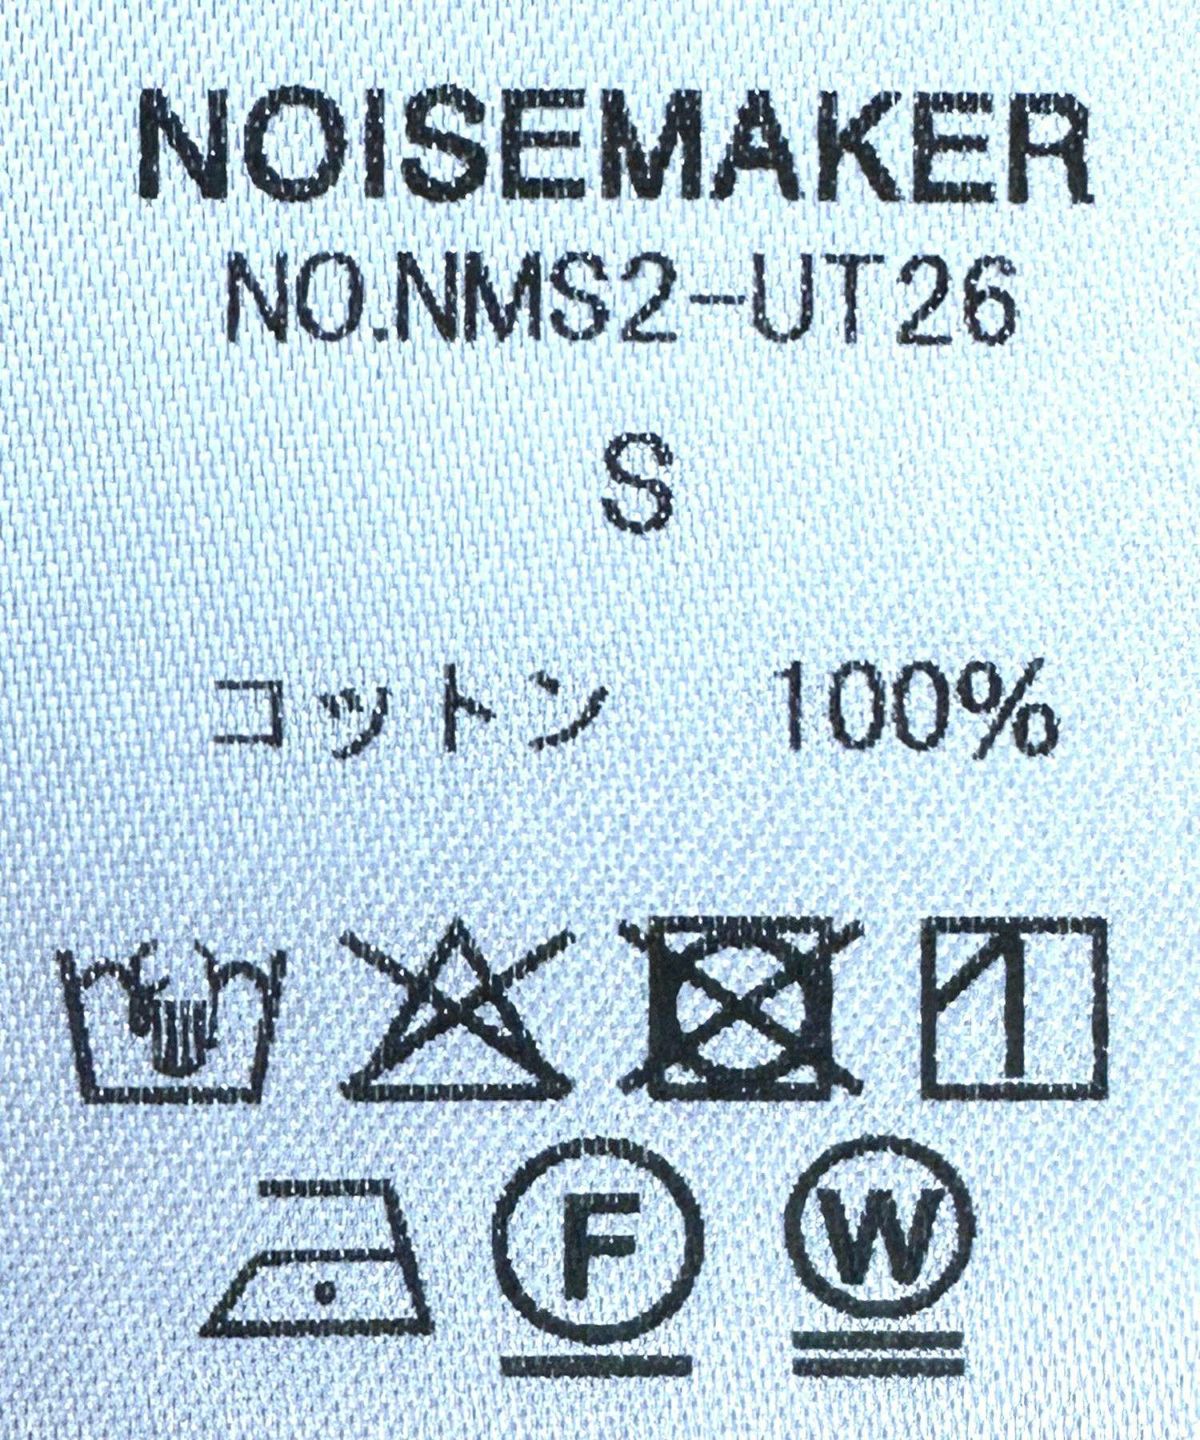 NOISEMAKER
NO.NMS2-UT26
S
コットン 100%
F W